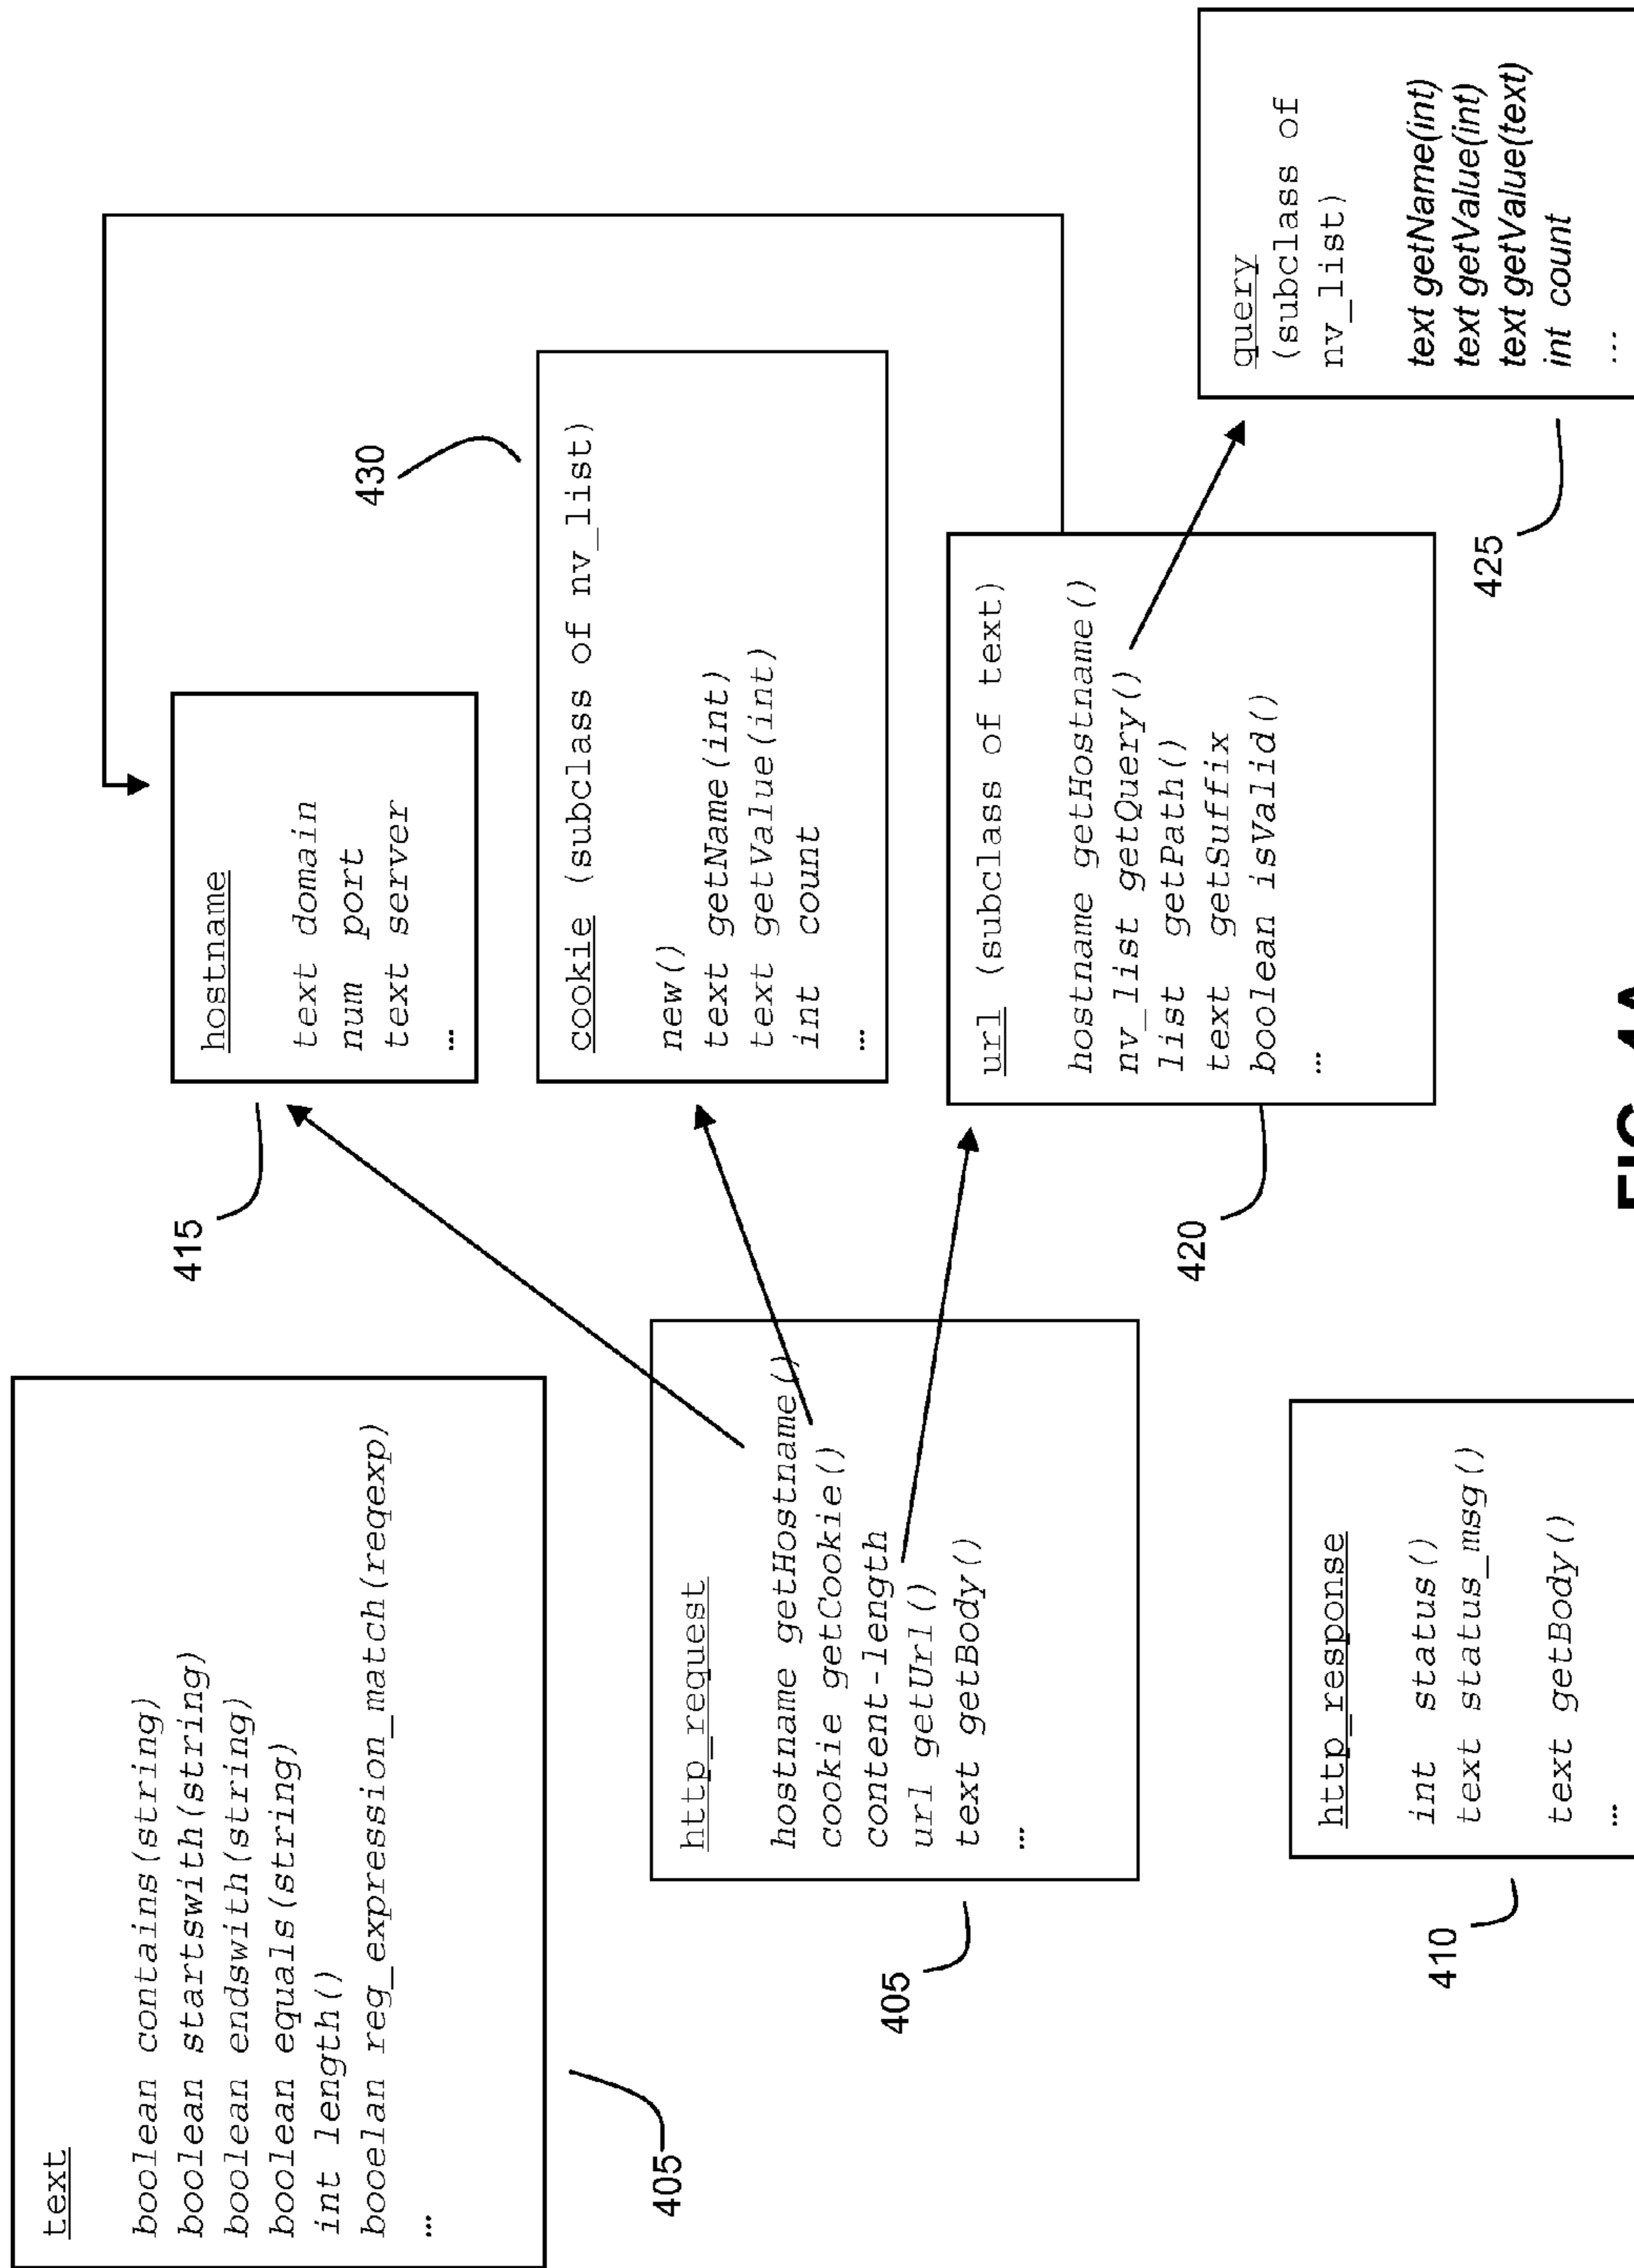 text
boolean contains(string)
boolean startswith(string)
boolean endswith(string)
boolean equals(string)
int length()
booelan reg_expression_match(reqexp)
...
405
http_request
hostname getHostname()
cookie getCookie()
content-length
url getUrl()
text getBody()
...
405
http_response
int status()
text status_msg()
text getBody()
...
410
hostname
text domain
num port
text server
...
415
cookie (subclass of nv_list)
new()
text getName(int)
text getValue(int)
int count
...
430
url (subclass of text)
hostname getHostname()
nv_list getQuery()
list getPath()
text getSuffix
boolean isValid()
...
420
query
(subclass of
nv_list)
text getName(int)
text getValue(int)
text getValue(text)
int count
...
425
FIG. 4A